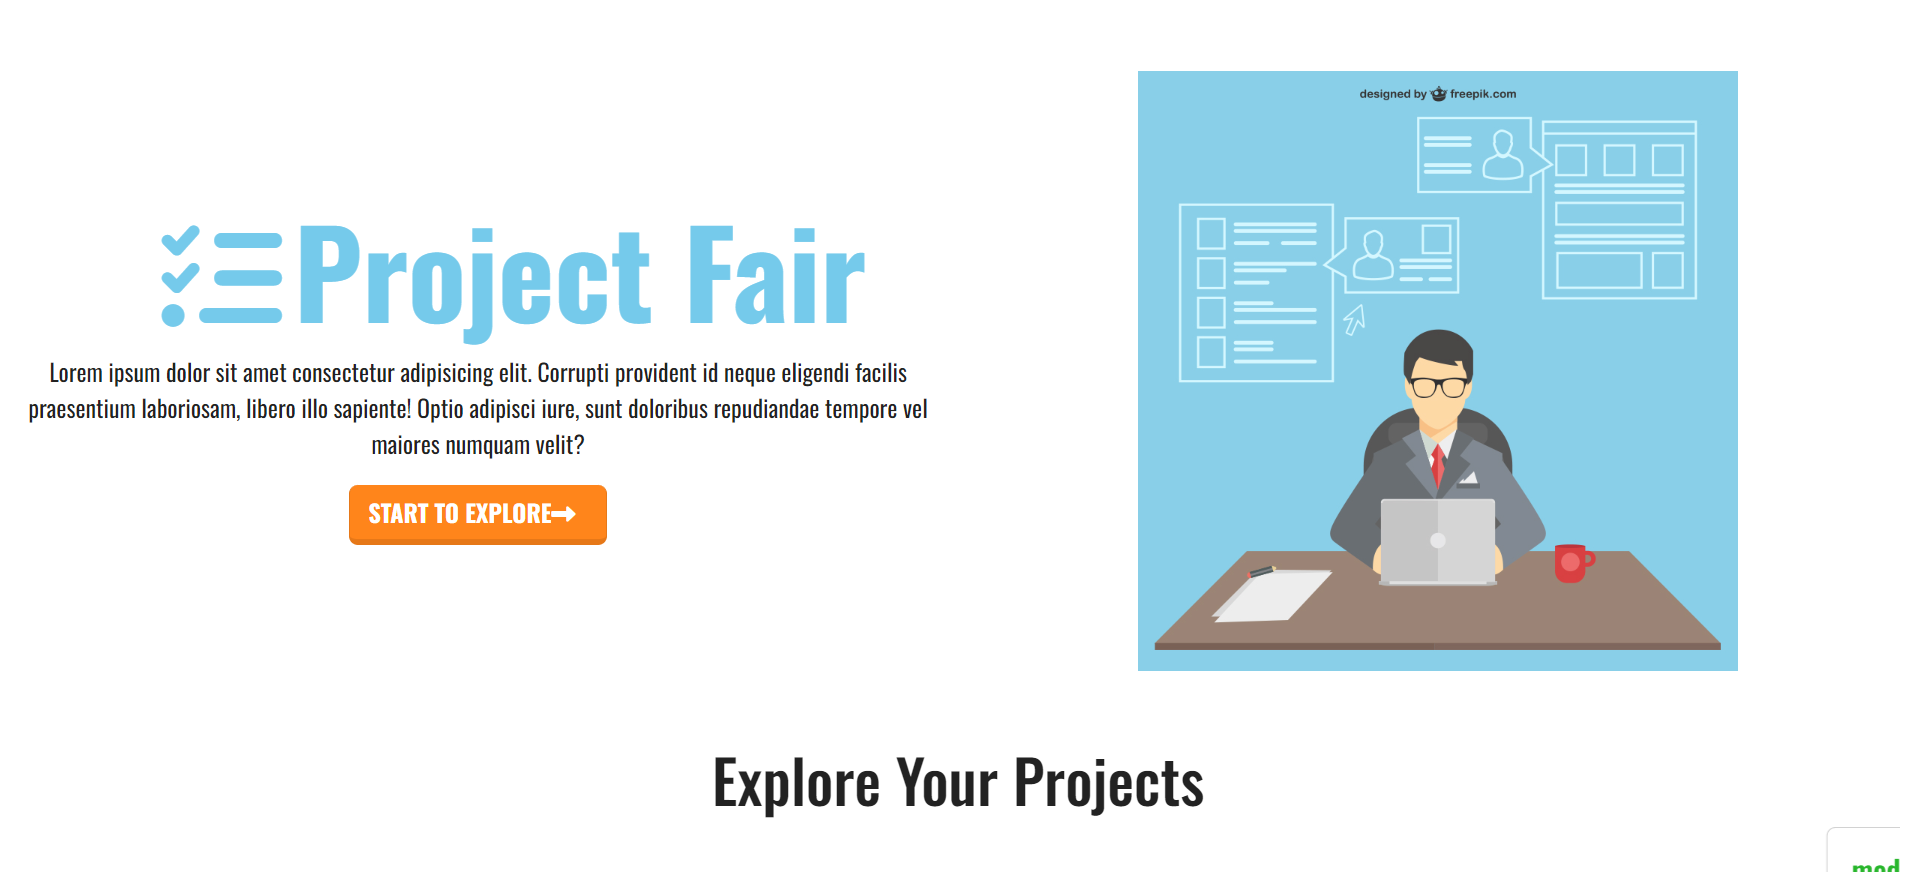 designed by freepik.com
Project Fair
Lorem ipsum dolor sit amet consectetur adipisicing elit. Corrupti provident id neque eligendi facilis
praesentium laboriosam, libero illo sapiente! Optio adipisci iure, sunt doloribus repudiandae tempore vel
maiores numquam velit?
START TO EXPLORE
Explore Your Projects